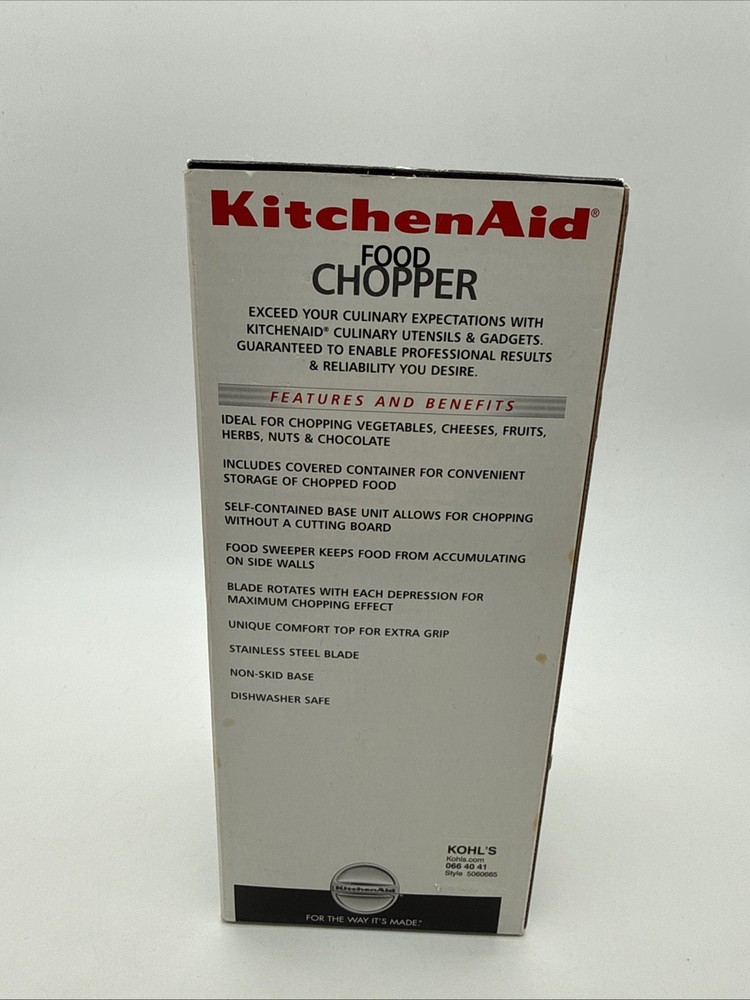 KitchenAid®
FOOD
CHOPPER
EXCEED YOUR CULINARY EXPECTATIONS WITH
KITCHENAID® CULINARY UTENSILS & GADGETS.
GUARANTEED TO ENABLE PROFESSIONAL RESULTS
& RELIABILITY YOU DESIRE.
FEATURES AND BENEFITS
IDEAL FOR CHOPPING VEGETABLES, CHEESES, FRUITS,
HERBS, NUTS & CHOCOLATE
INCLUDES COVERED CONTAINER FOR CONVENIENT
STORAGE OF CHOPPED FOOD
SELF-CONTAINED BASE UNIT ALLOWS FOR CHOPPING
WITHOUT A CUTTING BOARD
FOOD SWEEPER KEEPS FOOD FROM ACCUMULATING
ON SIDE WALLS
BLADE ROTATES WITH EACH DEPRESSION FOR
MAXIMUM CHOPPING EFFECT
UNIQUE COMFORT TOP FOR EXTRA GRIP
STAINLESS STEEL BLADE
NON-SKID BASE
DISHWASHER SAFE
KOHL'S
Kohls.com
066 40 41
Style 5060665
KitchenAid
FOR THE WAY IT'S MADE.®